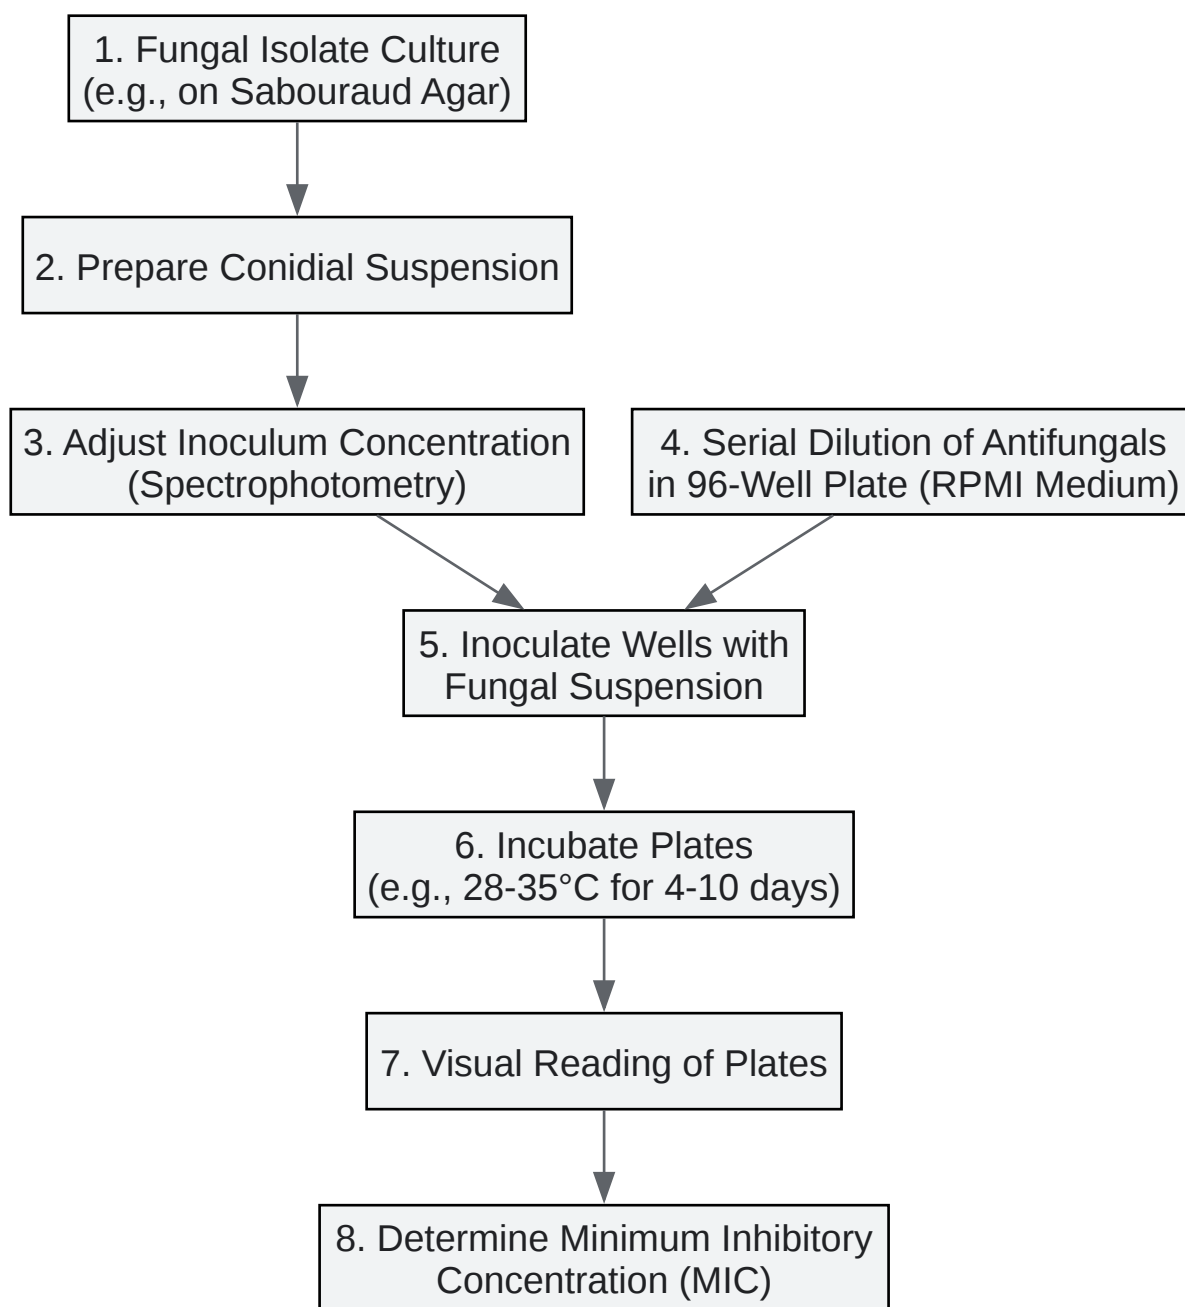 1. Fungal Isolate Culture
(e.g., on Sabouraud Agar)
2. Prepare Conidial Suspension
3. Adjust Inoculum Concentration
(Spectrophotometry)
4. Serial Dilution of Antifungals
in 96-Well Plate (RPMI Medium)
5. Inoculate Wells with
Fungal Suspension
6. Incubate Plates
(e.g., 28-35°C for 4-10 days)
7. Visual Reading of Plates
8. Determine Minimum Inhibitory
Concentration (MIC)